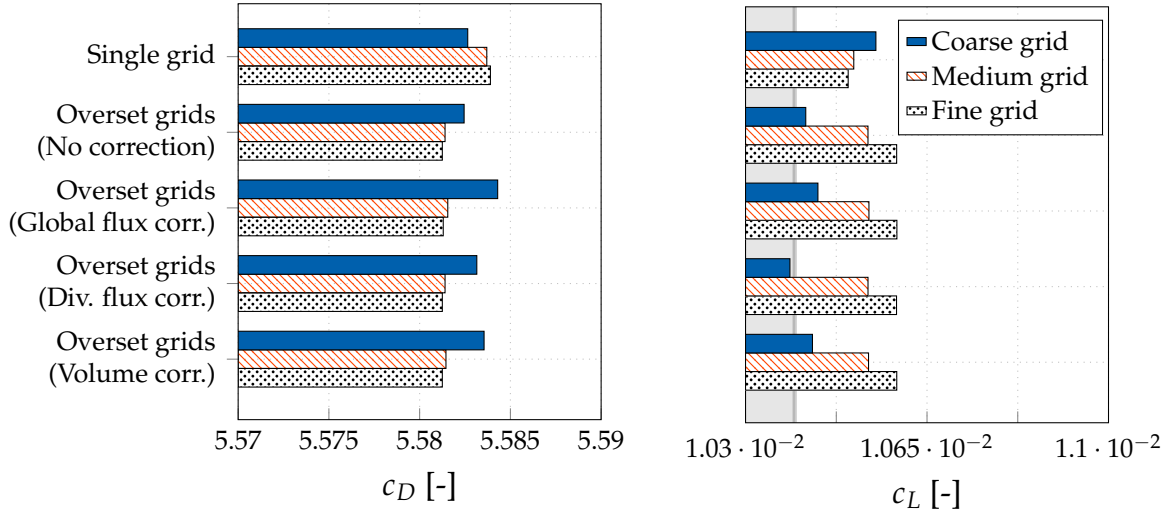 Single grid
Overset grids
(No correction)
Overset grids
(Global flux corr.)
Overset grids
(Div. flux corr.)
Overset grids
(Volume corr.)
5.57 5.575 5.58 5.585 5.59
c_D [-]
Coarse grid
Medium grid
Fine grid
1.03 · 10⁻² 1.065 · 10⁻² 1.1 · 10⁻²
c_L [-]